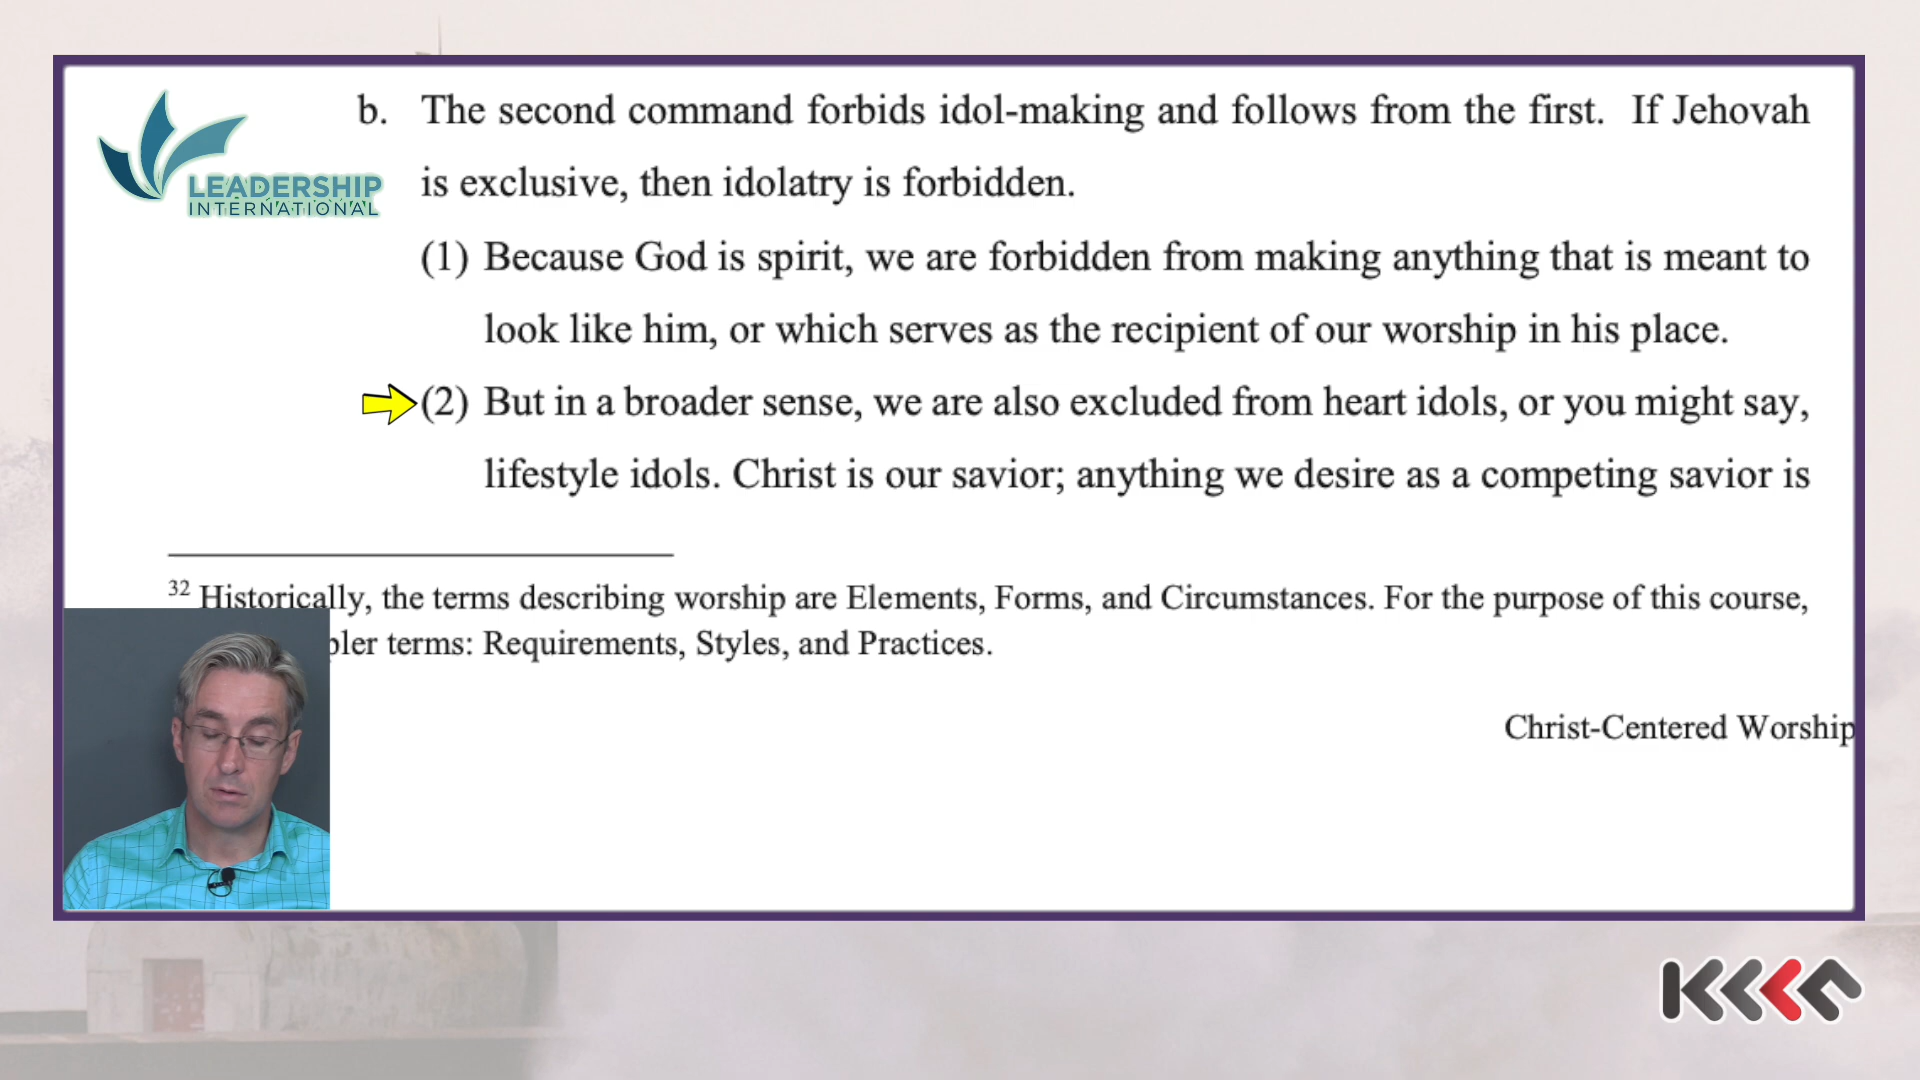 LEADERSHIP
INTERNATIONAL
b. The second command forbids idol-making and follows from the first. If Jehovah
is exclusive, then idolatry is forbidden.
(1) Because God is spirit, we are forbidden from making anything that is meant to
look like him, or which serves as the recipient of our worship in his place.
(2) But in a broader sense, we are also excluded from heart idols, or you might say,
lifestyle idols. Christ is our savior; anything we desire as a competing savior is
32 Historically, the terms describing worship are Elements, Forms, and Circumstances. For the purpose of this course,
terms: Requirements, Styles, and Practices.
Christ-Centered Worship